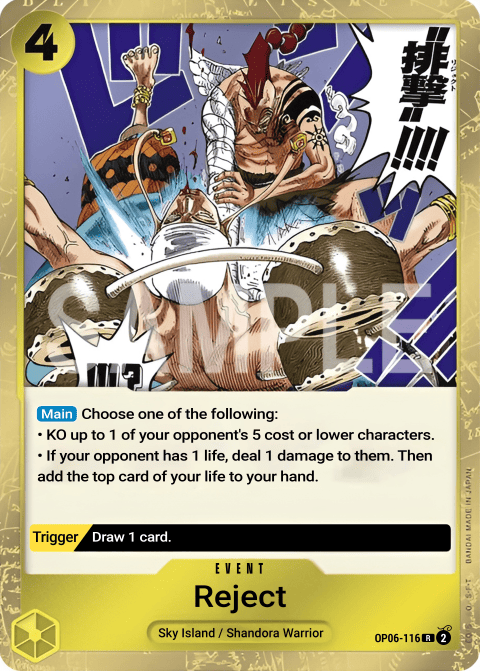 4
"排撃"
リジェクト
!!!!
SAMPLE
!!!?
Main Choose one of the following:
• KO up to 1 of your opponent's 5 cost or lower characters.
• If your opponent has 1 life, deal 1 damage to them. Then
add the top card of your life to your hand.
Trigger Draw 1 card.
EVENT
Reject
Sky Island / Shandora Warrior
OP06-116 R 2
BANDAI MADE IN JAPAN